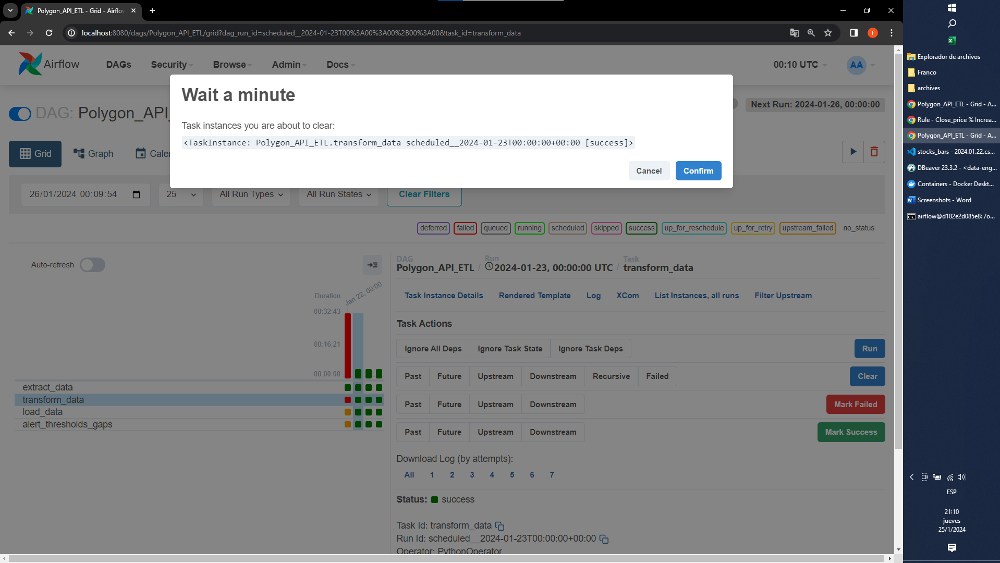 Polygon_API_ETL - Grid - Airflow
localhost:8080/dags/Polygon_API_ETL/grid?dag_run_id=scheduled__2024-01-23T00%3A00%3A00%2B00%3A00&task_id=transform_data
f
Airflow
DAGs
Security
Browse
Admin
Docs
00:10 UTC
AA
Wait a minute
Task instances you are about to clear:
<TaskInstance: Polygon_API_ETL.transform_data scheduled__2024-01-23T00:00:00+00:00 [success]>
Cancel
Confirm
DAG: Polygon_API_
Next Run: 2024-01-26, 00:00:00
Grid
Graph
Caler
26/01/2024 00:09:54
25
All Run Types
All Run States
Clear Filters
deferred
failed
queued
running
scheduled
skipped
success
up_for_reschedule
up_for_retry
upstream_failed
no_status
Auto-refresh
Duration
Jan 22, 00:00
00:32:43
00:16:21
00:00:00
extract_data
transform_data
load_data
alert_thresholds_gaps
DAG
Polygon_API_ETL
/
Run
2024-01-23, 00:00:00 UTC
/
Task
transform_data
Task Instance Details
Rendered Template
Log
XCom
List Instances, all runs
Filter Upstream
Task Actions
Ignore All Deps
Ignore Task State
Ignore Task Deps
Run
Past
Future
Upstream
Downstream
Recursive
Failed
Clear
Past
Future
Upstream
Downstream
Mark Failed
Past
Future
Upstream
Downstream
Mark Success
Download Log (by attempts):
All
1
2
3
4
5
6
7
Status: success
Task Id: transform_data
Run Id: scheduled__2024-01-23T00:00:00+00:00
Operator: PythonOperator
Explorador de archivos
Franco
archives
Polygon_API_ETL - Grid - A...
Rule - Close_price % Increa...
Polygon_API_ETL - Grid - A...
stocks_bars - 2024.01.22.cs...
DBeaver 23.3.2 - <data-eng...
Containers - Docker Deskt...
Screenshots - Word
airflow@d182e2d085e8: /o...
ESP
21:10
jueves
25/1/2024